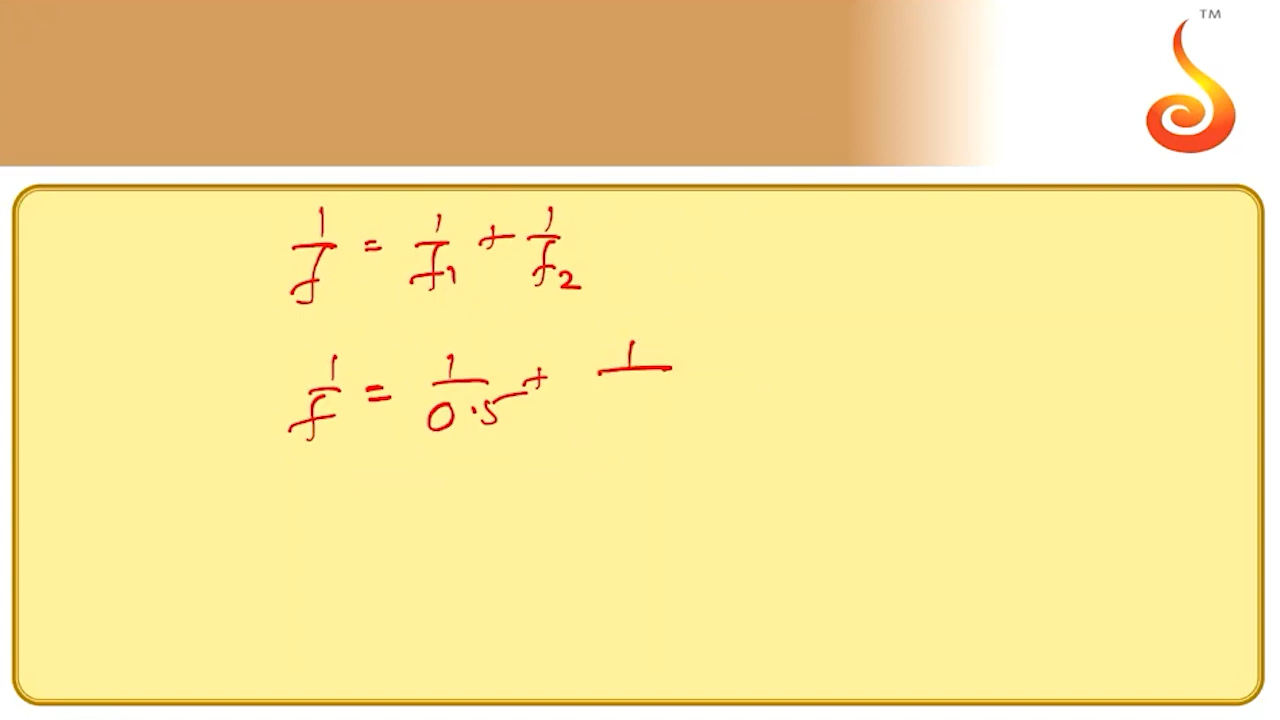 TM
1/f = 1/f1 + 1/f2
1/f = 1/0.5 + 1/